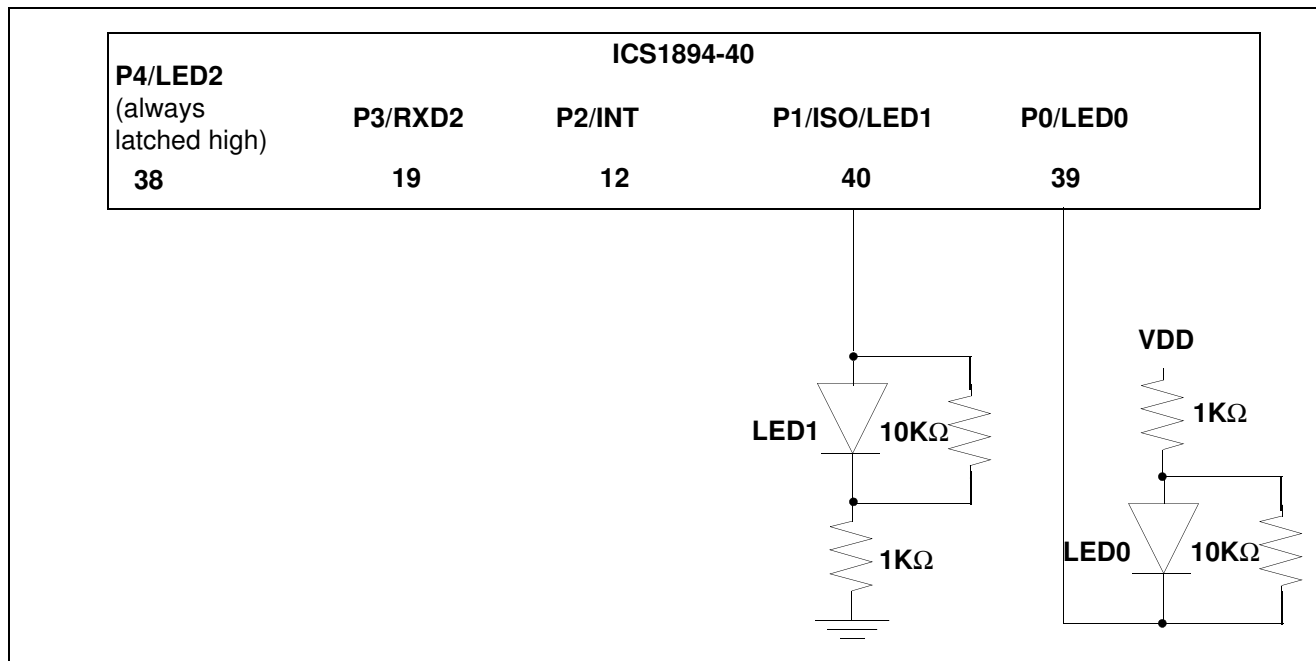 ICS1894-40
P4/LED2
(always
latched high)
P3/RXD2
P2/INT
P1/ISO/LED1
P0/LED0
38
19
12
40
39
VDD
1KΩ
LED1
10KΩ
1KΩ
LED0
10KΩ